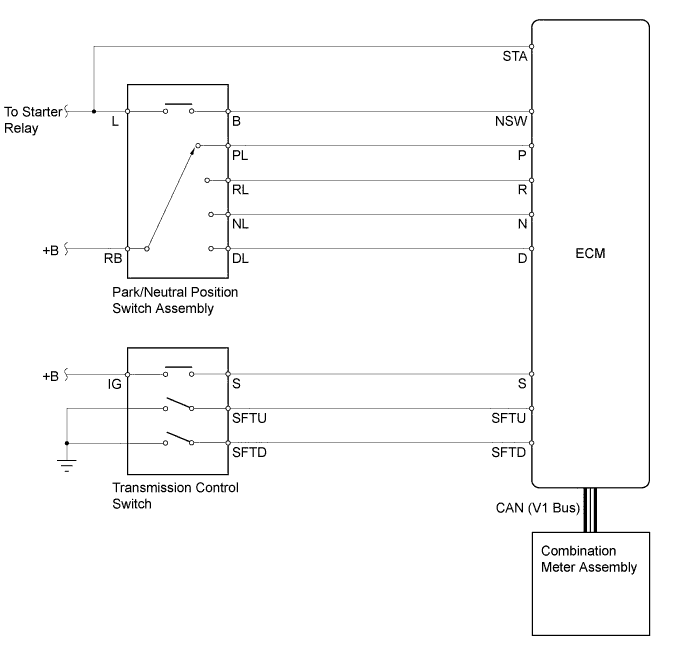 STA
To Starter
Relay
L
B
NSW
PL
P
RL
R
NL
N
+B
RB
DL
D
ECM
Park/Neutral Position
Switch Assembly
+B
IG
S
S
SFTU
SFTU
SFTD
SFTD
Transmission Control
Switch
CAN (V1 Bus)
Combination
Meter Assembly